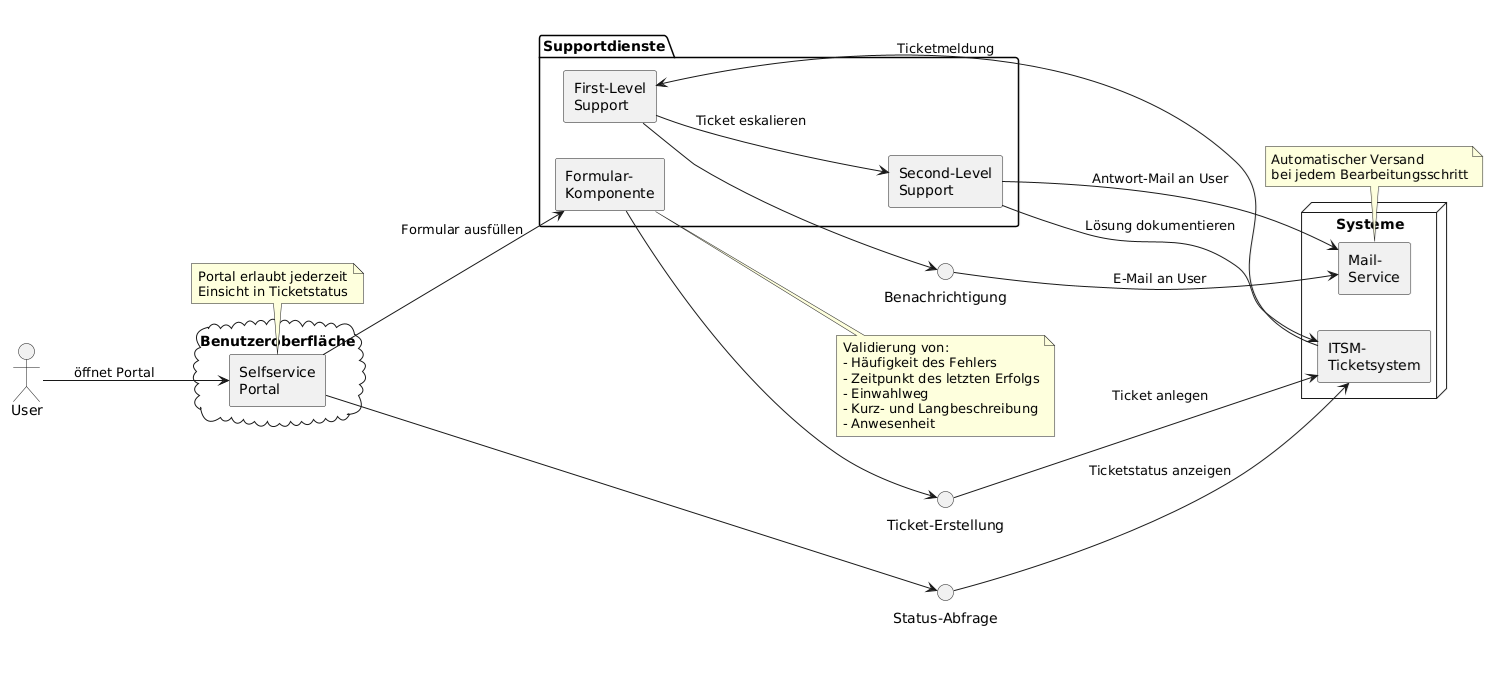 Supportdienste
Ticketmeldung
First-Level
Support
Ticket eskalieren
Formular-
Komponente
Second-Level
Support
Antwort-Mail an User
Lösung dokumentieren
Automatischer Versand
bei jedem Bearbeitungsschritt
Systeme
Mail-
Service
Formular ausfüllen
Portal erlaubt jederzeit
Einsicht in Ticketstatus
Benutzeroberfläche
Selfservice
Portal
öffnet Portal
User
Benachrichtigung
E-Mail an User
Validierung von:
- Häufigkeit des Fehlers
- Zeitpunkt des letzten Erfolgs
- Einwahlweg
- Kurz- und Langbeschreibung
- Anwesenheit
ITSM-
Ticketsystem
Ticket anlegen
Ticketstatus anzeigen
Ticket-Erstellung
Status-Abfrage